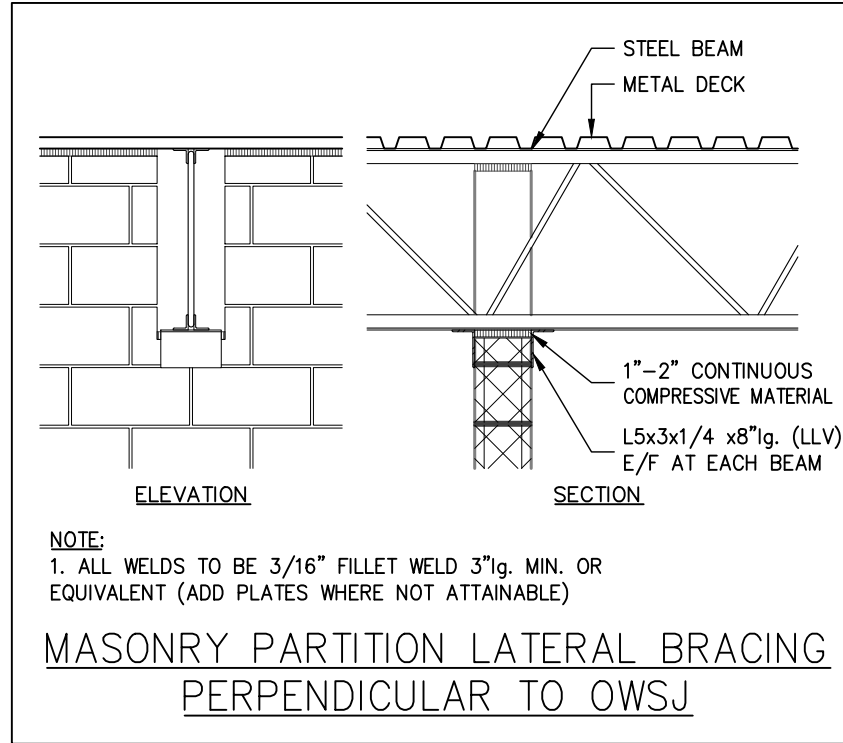 STEEL BEAM
METAL DECK
1"-2" CONTINUOUS
COMPRESSIVE MATERIAL
L5x3x1/4 x8"lg. (LLV)
E/F AT EACH BEAM
ELEVATION
SECTION
NOTE:
1. ALL WELDS TO BE 3/16" FILLET WELD 3"lg. MIN. OR
EQUIVALENT (ADD PLATES WHERE NOT ATTAINABLE)
MASONRY PARTITION LATERAL BRACING
PERPENDICULAR TO OWSJ